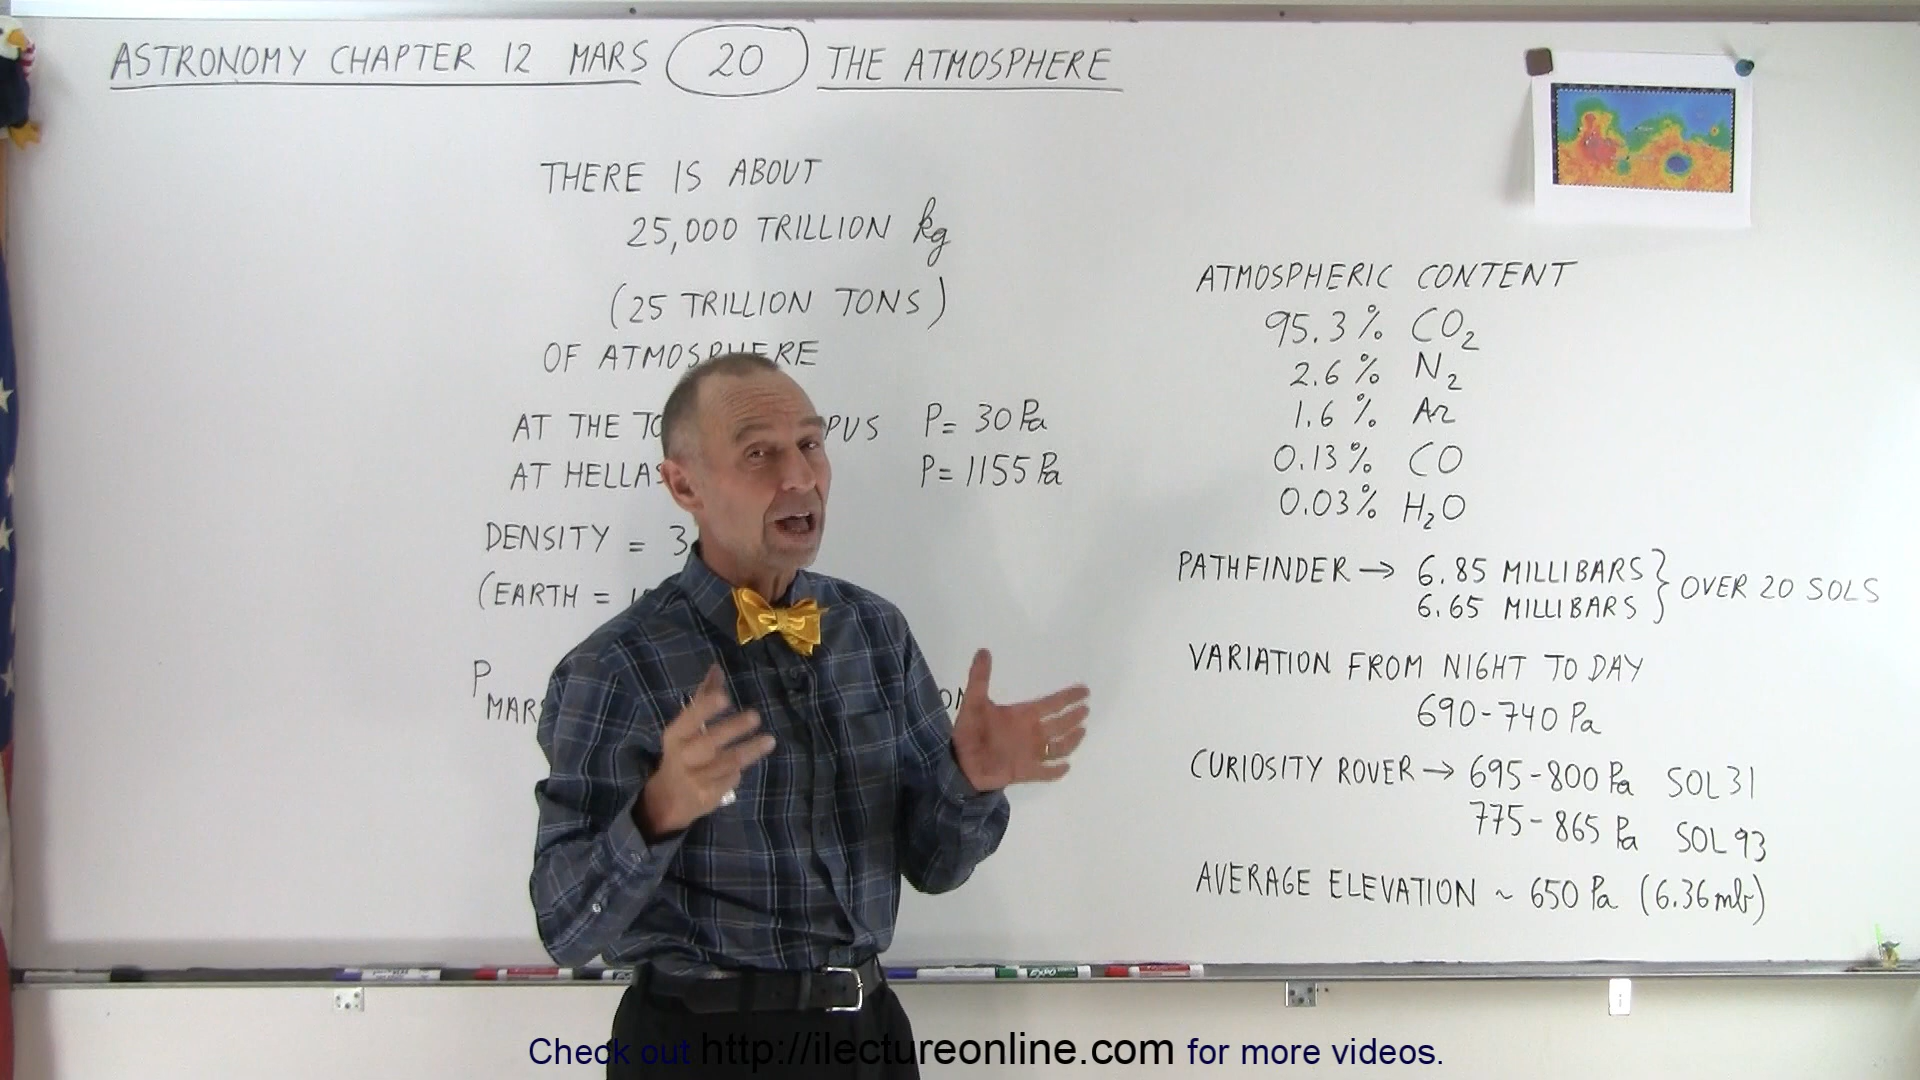 ASTRONOMY CHAPTER 12 MARS 20 THE ATMOSPHERE
THERE IS ABOUT
25,000 TRILLION kg
(25 TRILLION TONS)
OF ATMOSPHERE
AT THE P = 30 Pa
AT HELLAS P = 1155 Pa
DENSITY = 3
(EARTH =
P MARS
ATMOSPHERIC CONTENT
95.3% CO2
2.6% N2
1.6% Ar
0.13% CO
0.03% H2O
PATHFINDER → 6.85 MILLIBARS } OVER 20 SOLS
6.65 MILLIBARS
VARIATION FROM NIGHT TO DAY
690-740 Pa
CURIOSITY ROVER → 695-800 Pa SOL 31
775-865 Pa SOL 93
AVERAGE ELEVATION ~ 650 Pa (6.36mb)
EXPO
Check out http://ilectureonline.com for more videos.